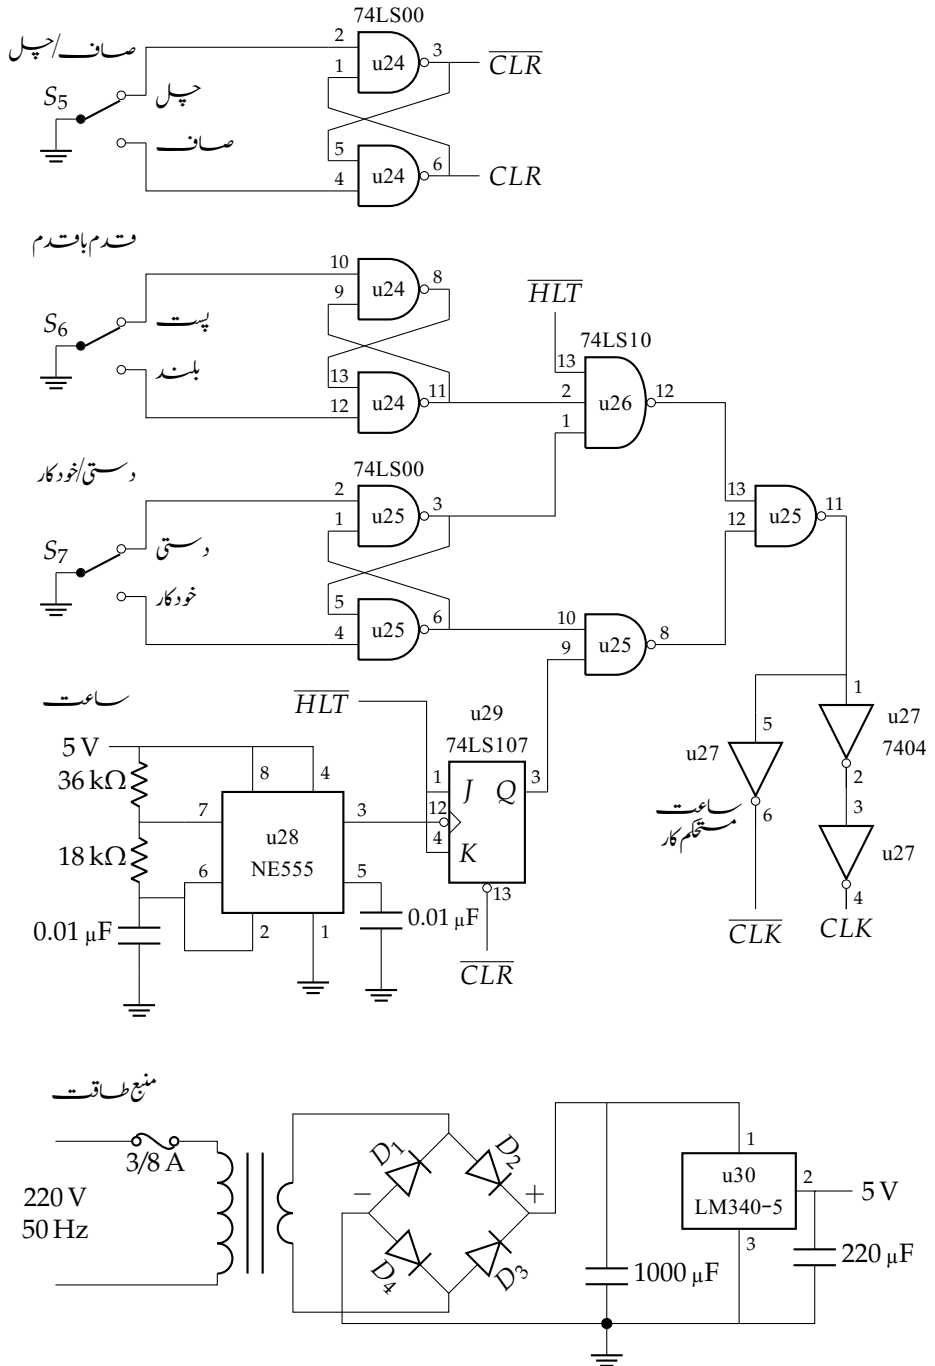 74LS00
صاف/چل
2
3
u24
1
CLR
S5
چل
صاف
5
6
u24
4
CLR
قدم باقدم
10
8
u24
9
HLT
S6
پست
74LS10
13
2
12
u26
1
بلند
13
11
u24
12
دستی/خودکار
74LS00
2
3
u25
1
13
11
u25
12
S7
دستی
خودکار
5
6
u25
4
10
8
u25
9
ساعت
HLT
u29
74LS107
5 V
36 kΩ
8
4
1
J
Q
3
12
4
K
13
CLR
7
3
u28
NE555
18 kΩ
6
5
2
1
0.01 µF
0.01 µF
5
u27
6
ساعت
مستحکم کار
CLK
1
u27
7404
2
3
u27
4
CLK
منبع طاقت
3/8 A
220 V
50 Hz
D1
D2
−
+
D4
D3
1
u30
LM340-5
2
5 V
3
1000 µF
220 µF